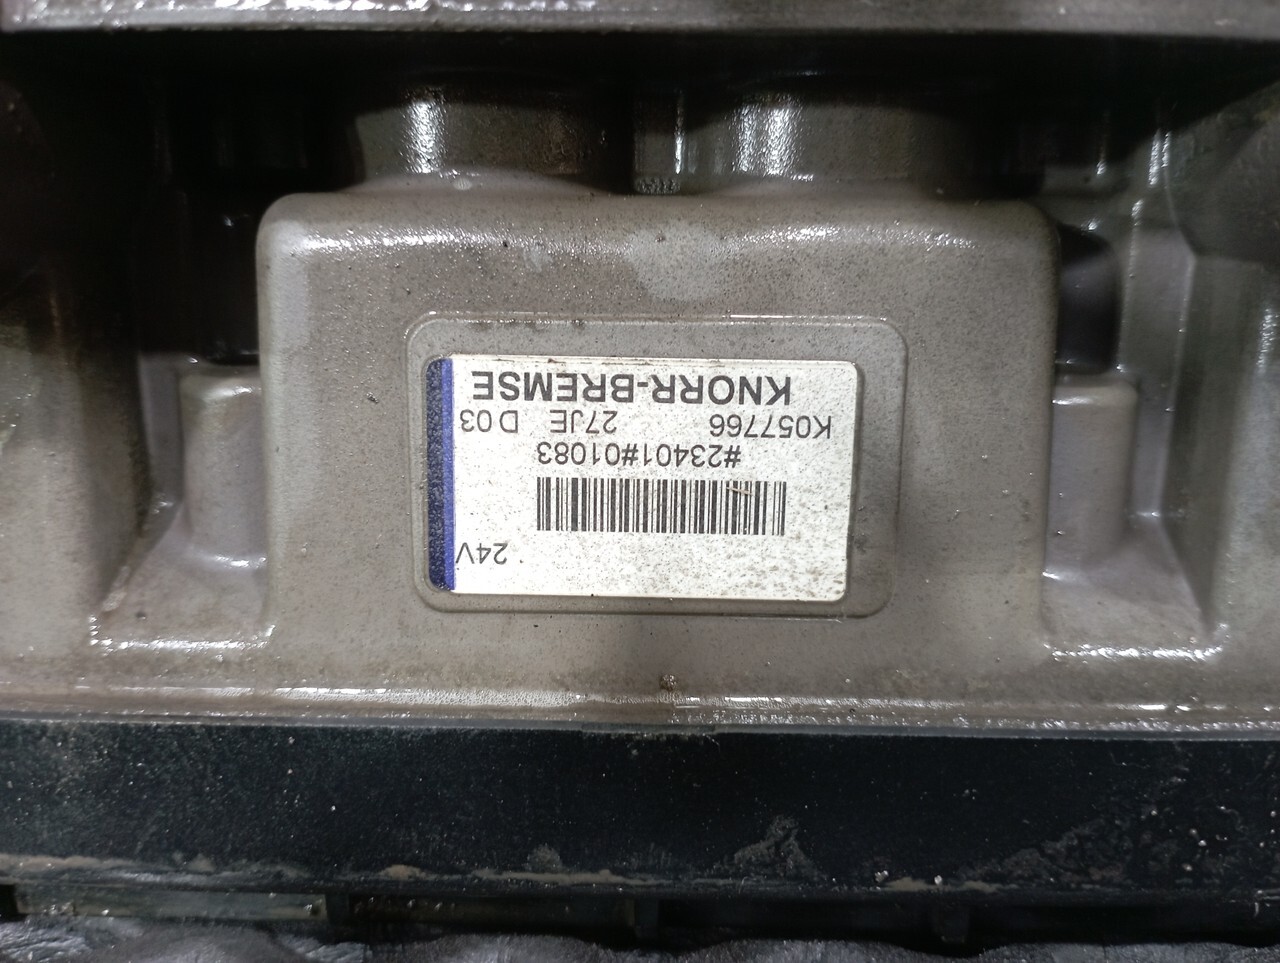 KNORR-BREMSE
K057766 27JE D03
#23401#01083
24V